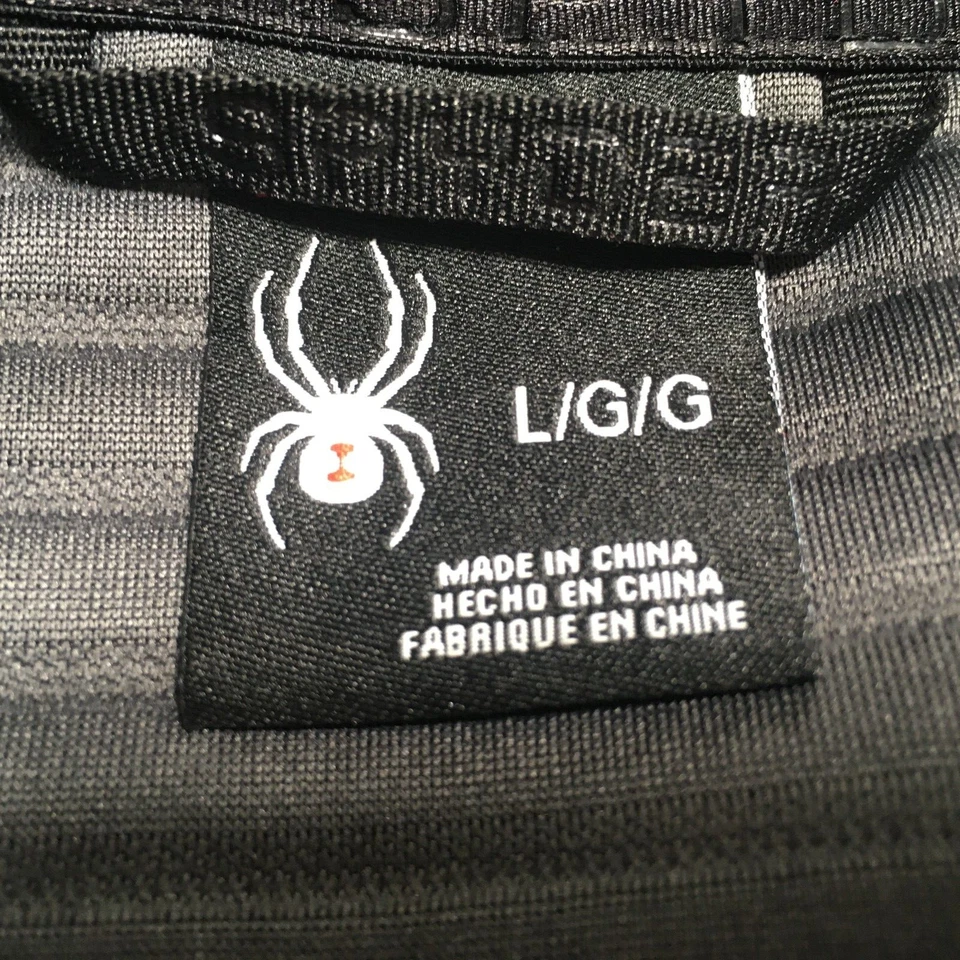 SPYDER
L/G/G
MADE IN CHINA
HECHO EN CHINA
FABRIQUE EN CHINE